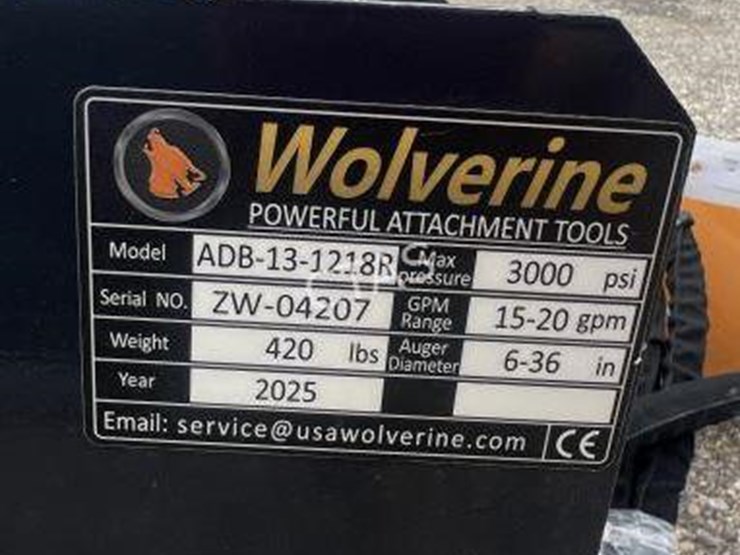 Wolverine
POWERFUL ATTACHMENT TOOLS
Model ADB-13-1218R Max pressure 3000 psi
Serial NO. ZW-04207 GPM Range 15-20 gpm
Weight 420 lbs Auger Diameter 6-36 in
Year 2025
Email: service@usawolverine.com CE